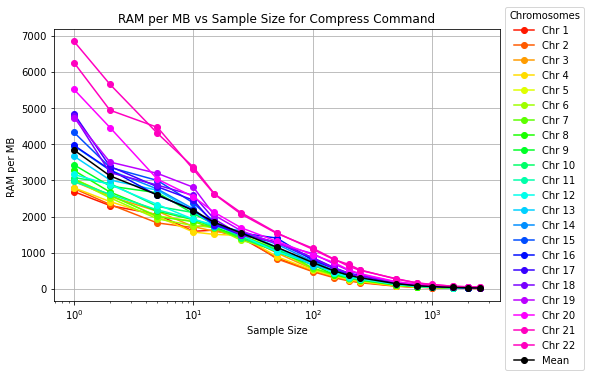 RAM per MB vs Sample Size for Compress Command
RAM per MB
7000
6000
5000
4000
3000
2000
1000
0
10⁰
10¹
10²
10³
Sample Size
Chromosomes
Chr 1
Chr 2
Chr 3
Chr 4
Chr 5
Chr 6
Chr 7
Chr 8
Chr 9
Chr 10
Chr 11
Chr 12
Chr 13
Chr 14
Chr 15
Chr 16
Chr 17
Chr 18
Chr 19
Chr 20
Chr 21
Chr 22
Mean